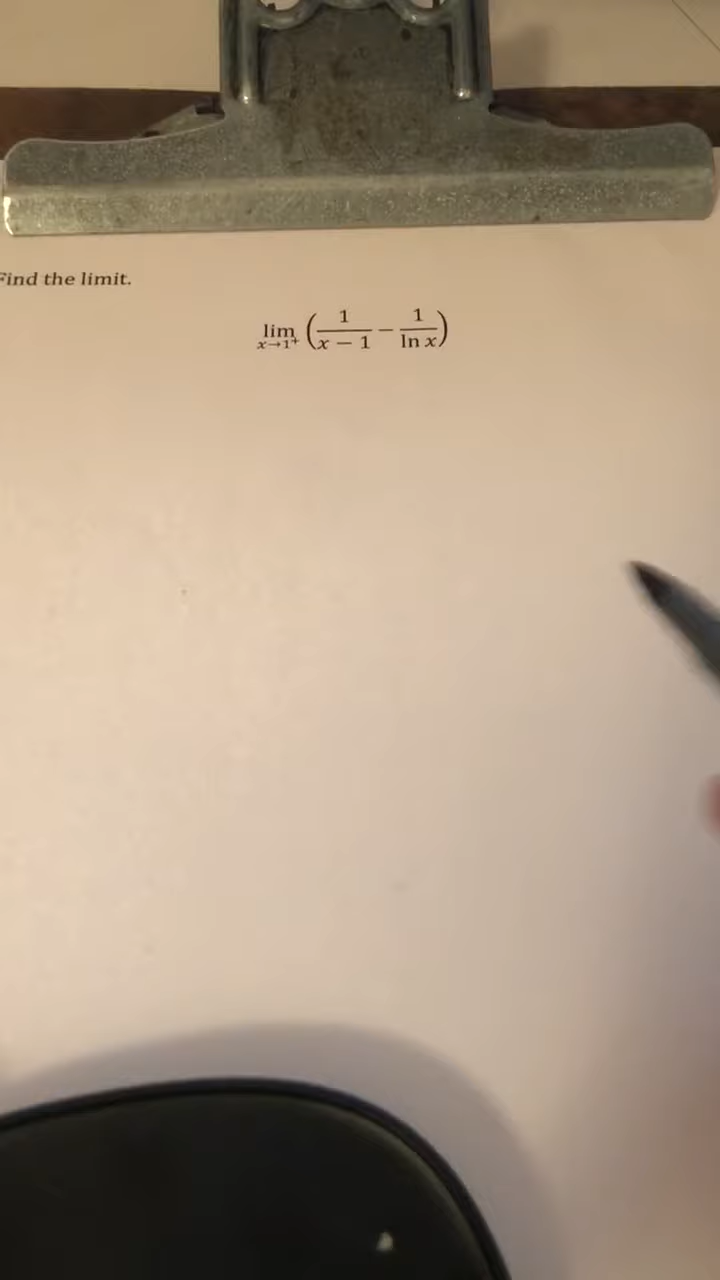 Find the limit.
lim x→1⁺ (1/(x − 1) − 1/ln x)